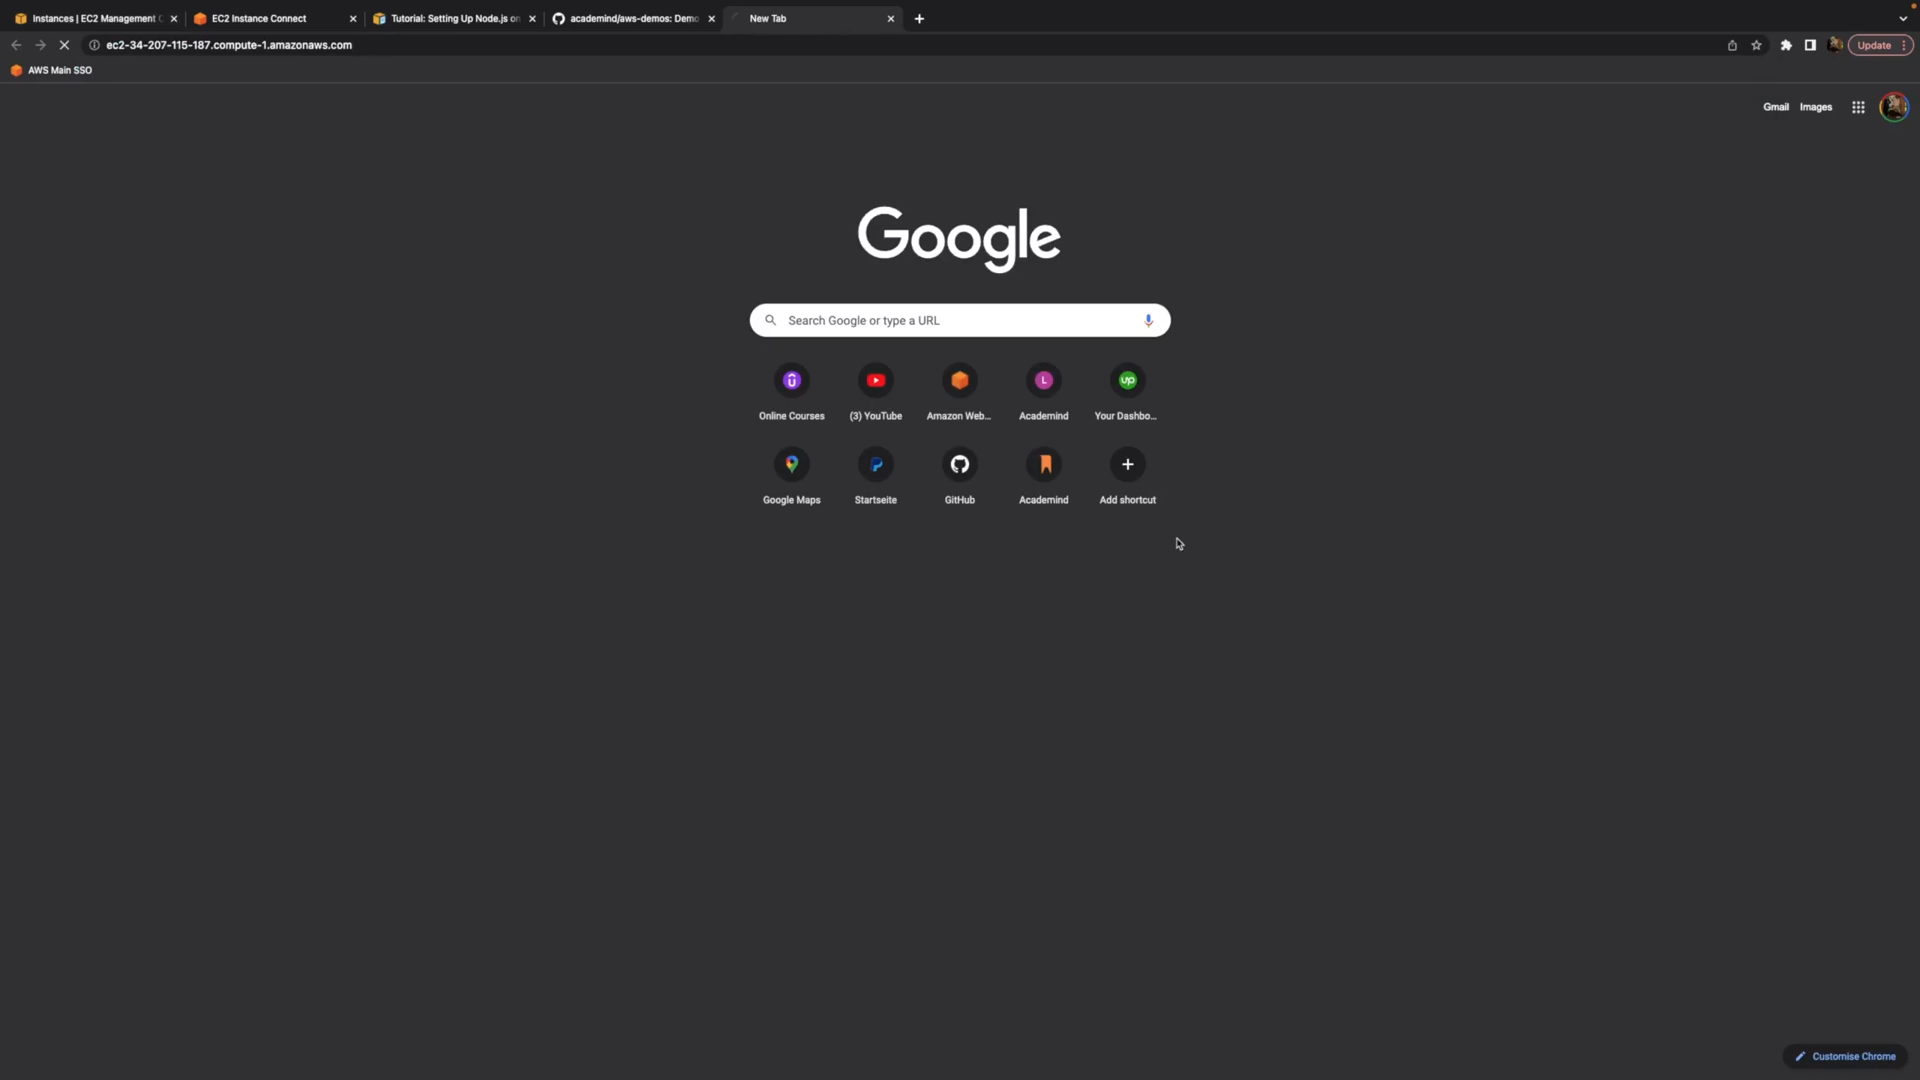 Instances | EC2 Management C
EC2 Instance Connect
Tutorial: Setting Up Node.js on
academind/aws-demos: Demo
New Tab
ec2-34-207-115-187.compute-1.amazonaws.com
Update
AWS Main SSO
Gmail
Images
Google
Search Google or type a URL
L
up
Online Courses
(3) YouTube
Amazon Web...
Academind
Your Dashbo...
Google Maps
Startseite
GitHub
Academind
Add shortcut
Customise Chrome